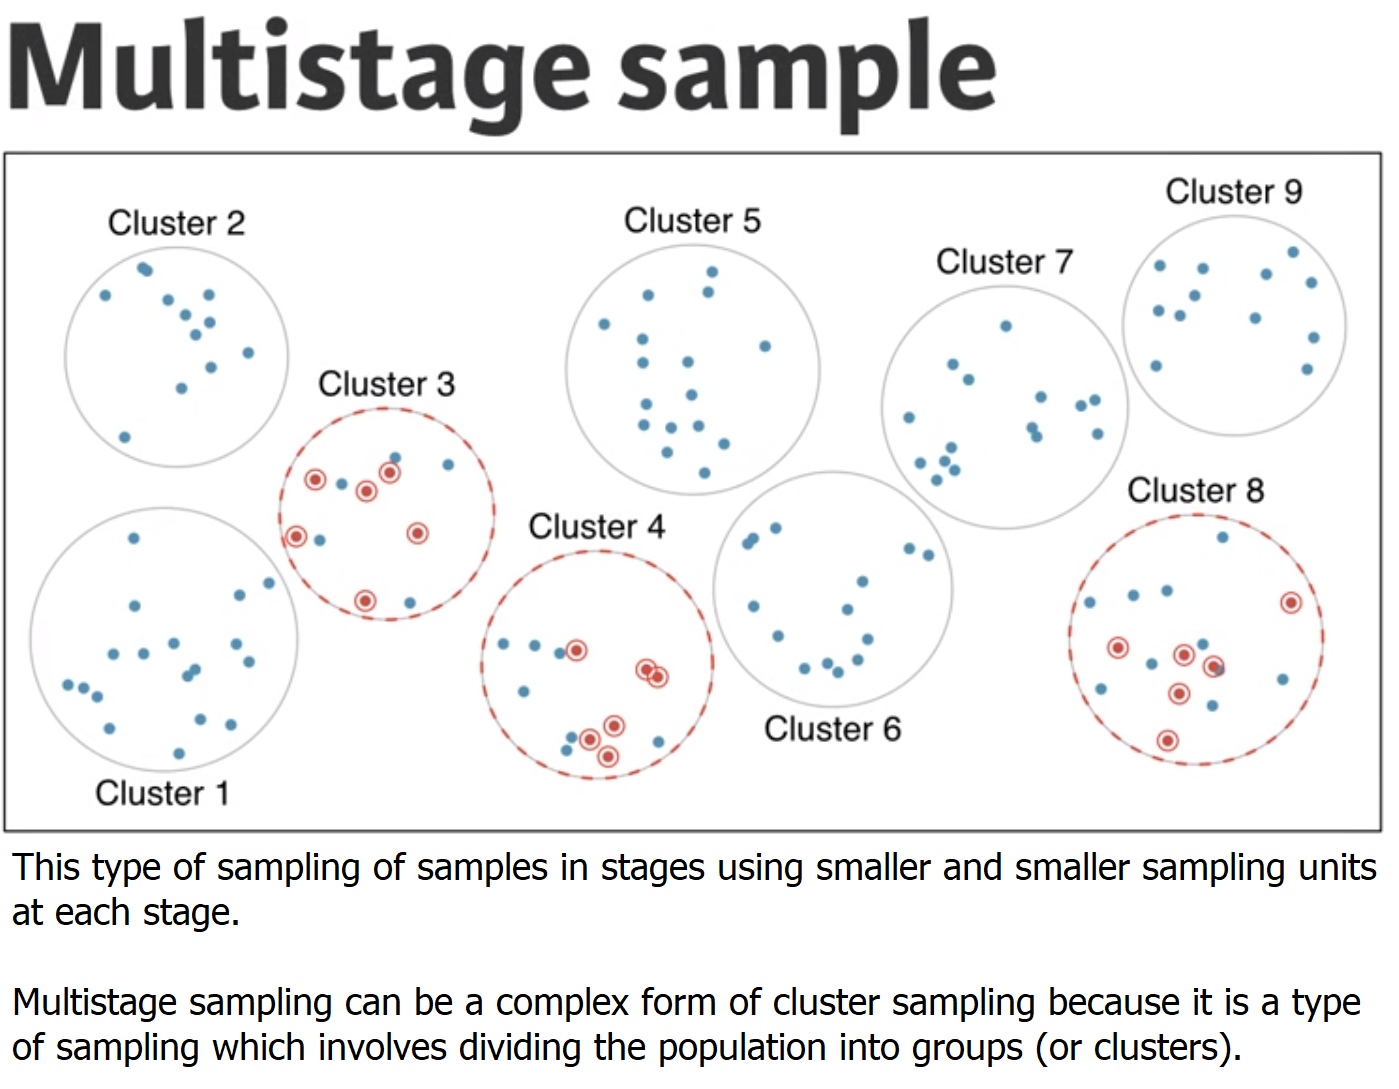 Multistage sample
Cluster 9
Cluster 2
Cluster 5
Cluster 7
Cluster 3
Cluster 8
Cluster 4
Cluster 6
Cluster 1
This type of sampling of samples in stages using smaller and smaller sampling units
at each stage.
Multistage sampling can be a complex form of cluster sampling because it is a type
of sampling which involves dividing the population into groups (or clusters).